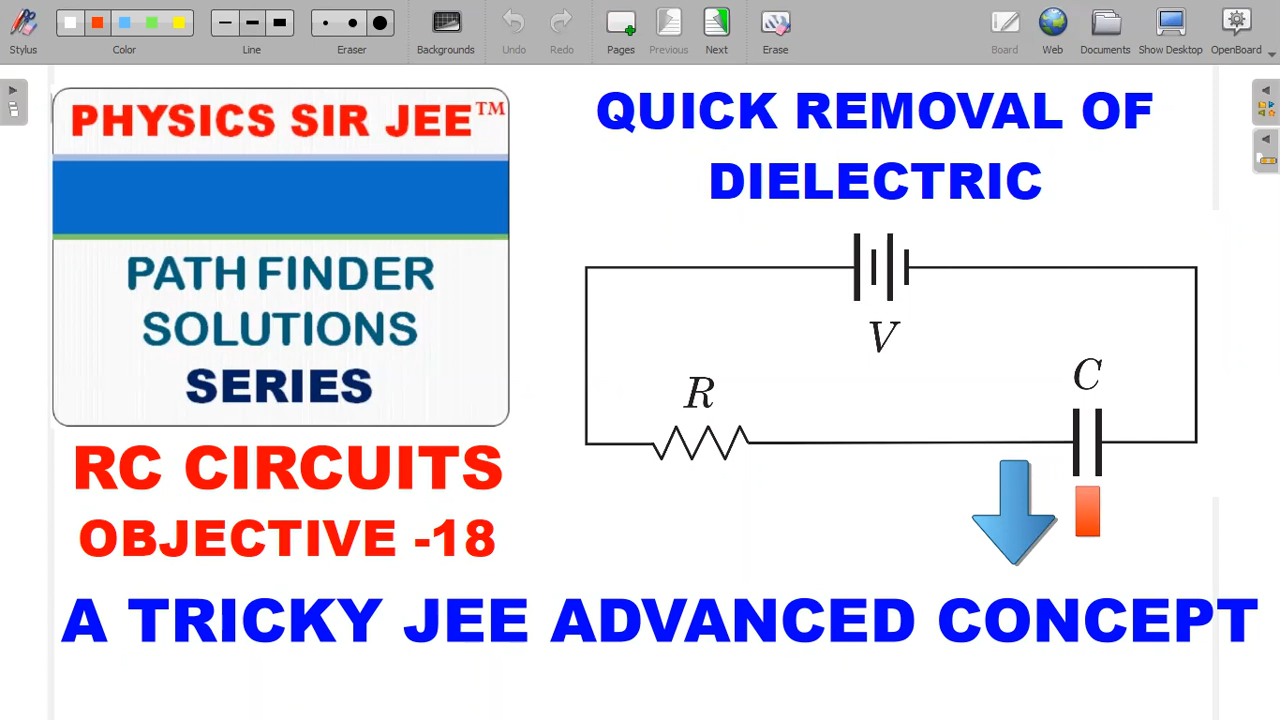 Stylus
Color
Line
Eraser
Backgrounds
Undo
Redo
Pages
Previous
Next
Erase
Board
Web
Documents
Show Desktop
OpenBoard
PHYSICS SIR JEE™
PATH FINDER
SOLUTIONS
SERIES
RC CIRCUITS
OBJECTIVE -18
QUICK REMOVAL OF
DIELECTRIC
V
C
R
A TRICKY JEE ADVANCED CONCEPT